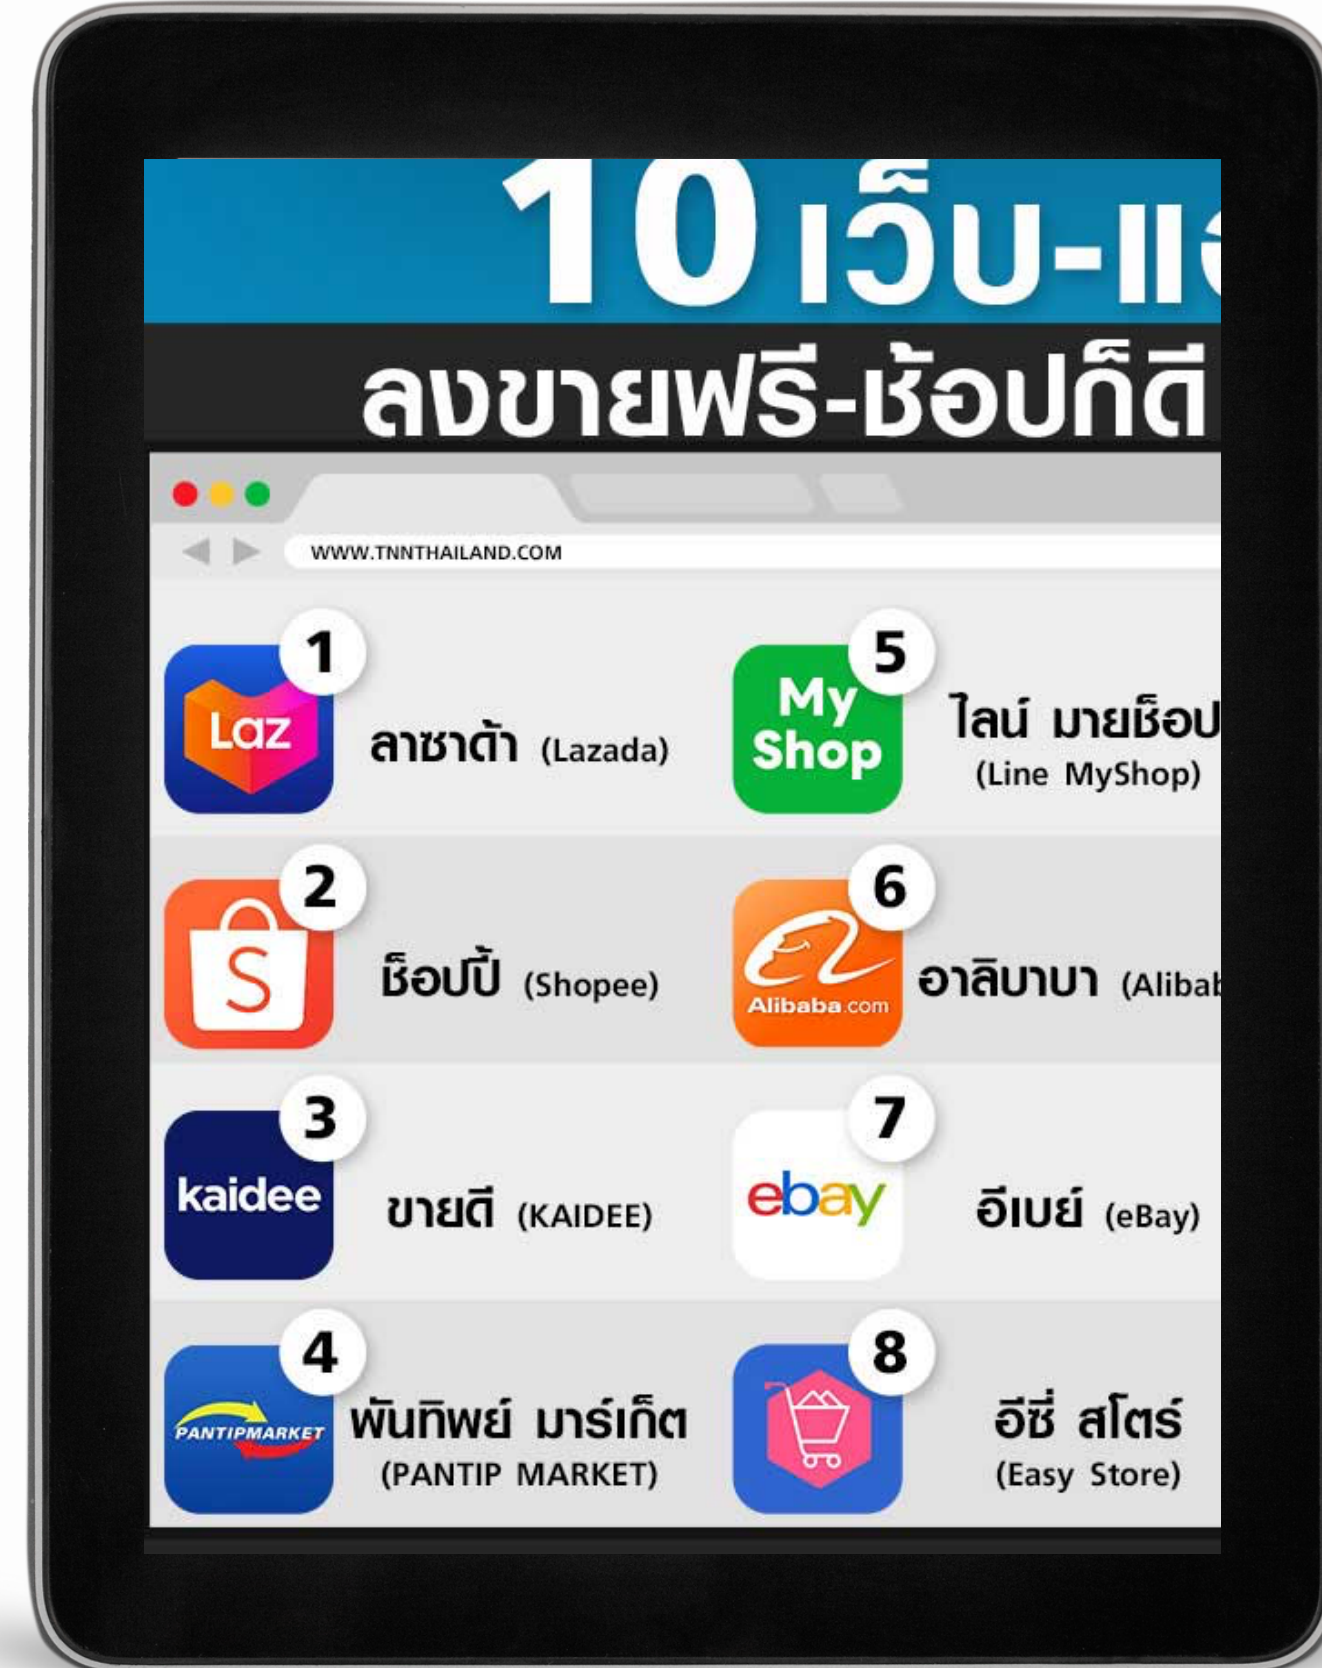 10 เว็บ-แอ
ลงขายฟรี-ช้อปก็ดี
WWW.TNNTHAILAND.COM
1
Laz
ลาซาด้า (Lazada)
2
S
ช็อปปี้ (Shopee)
3
kaidee
ขายดี (KAIDEE)
4
PANTIPMARKET
พันทิพย์ มาร์เก็ต
(PANTIP MARKET)
5
My
Shop
ไลน์ มายช็อป
(Line MyShop)
6
Alibaba.com
อาลิบาบา (Alibab
7
ebay
อีเบย์ (eBay)
8
อีซี่ สโตร์
(Easy Store)